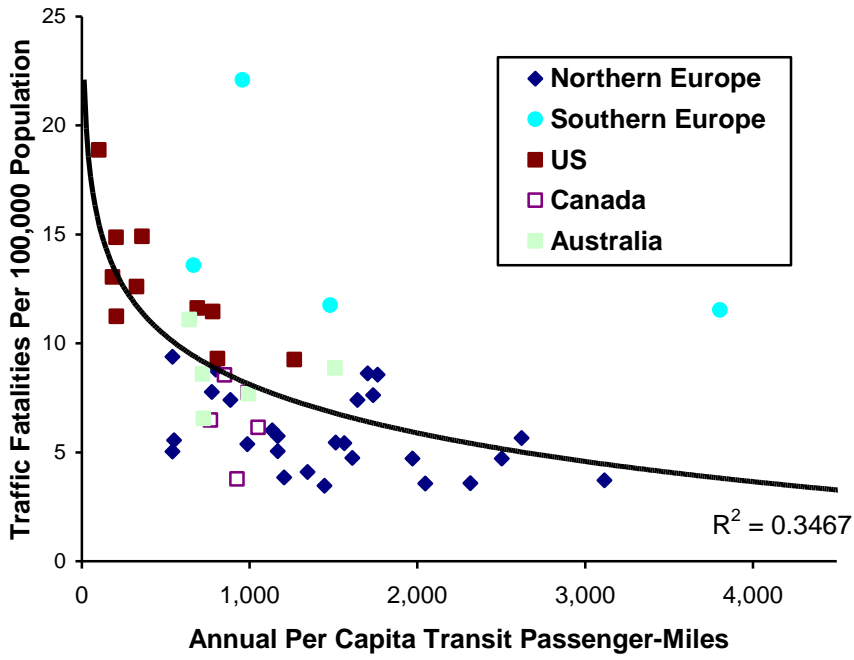 25
20
15
10
5
0
Traffic Fatalities Per 100,000 Population
Northern Europe
Southern Europe
US
Canada
Australia
R² = 0.3467
0 1,000 2,000 3,000 4,000
Annual Per Capita Transit Passenger-Miles